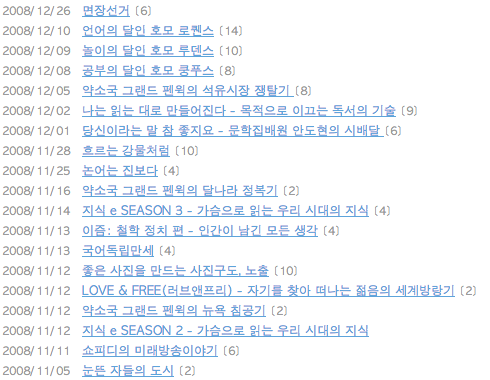 2008/12/26 면장선거 (6)
2008/12/10 언어의 달인 호모 로퀜스 (14)
2008/12/09 놀이의 달인 호모 루덴스 (10)
2008/12/08 공부의 달인 호모 쿵푸스 (8)
2008/12/05 약소국 그랜드 펜윅의 석유시장 쟁탈기 (8)
2008/12/02 나는 읽는 대로 만들어진다 - 목적으로 이끄는 독서의 기술 (9)
2008/12/01 당신이라는 말 참 좋지요 - 문학집배원 안도현의 시배달 (6)
2008/11/28 흐르는 강물처럼 (10)
2008/11/25 논어는 진보다 (4)
2008/11/16 약소국 그랜드 펜윅의 달나라 정복기 (2)
2008/11/14 지식 e SEASON 3 - 가슴으로 읽는 우리 시대의 지식 (4)
2008/11/13 이즘: 철학 정치 편 - 인간이 남긴 모든 생각 (4)
2008/11/13 국어독립만세 (4)
2008/11/12 좋은 사진을 만드는 사진구도, 노출 (10)
2008/11/12 LOVE & FREE(러브앤프리) - 자기를 찾아 떠나는 젊음의 세계방랑기 (2)
2008/11/12 약소국 그랜드 펜윅의 뉴욕 침공기 (2)
2008/11/12 지식 e SEASON 2 - 가슴으로 읽는 우리 시대의 지식
2008/11/11 쇼피디의 미래방송이야기 (6)
2008/11/05 눈뜬 자들의 도시 (2)